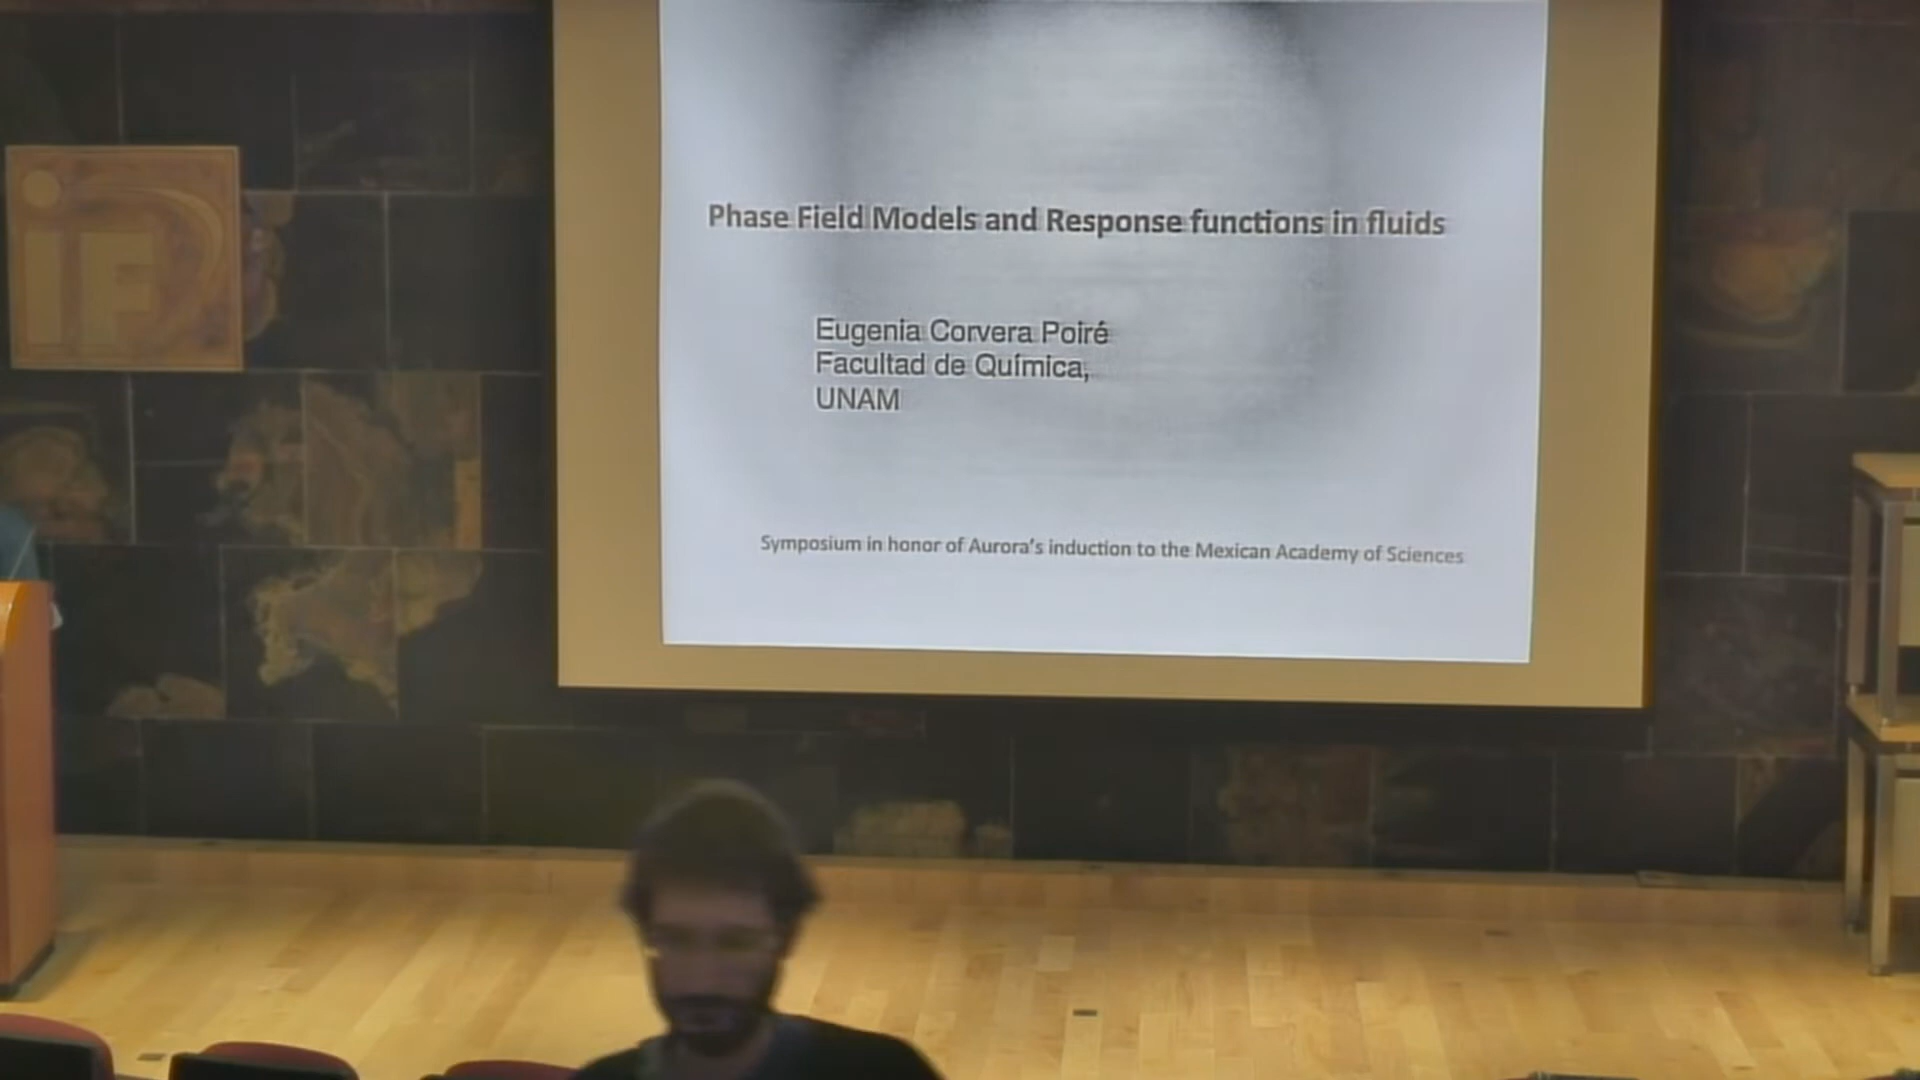 iF
Phase Field Models and Response functions in fluids
Eugenia Corvera Poiré
Facultad de Química,
UNAM
Symposium in honor of Aurora's induction to the Mexican Academy of Sciences